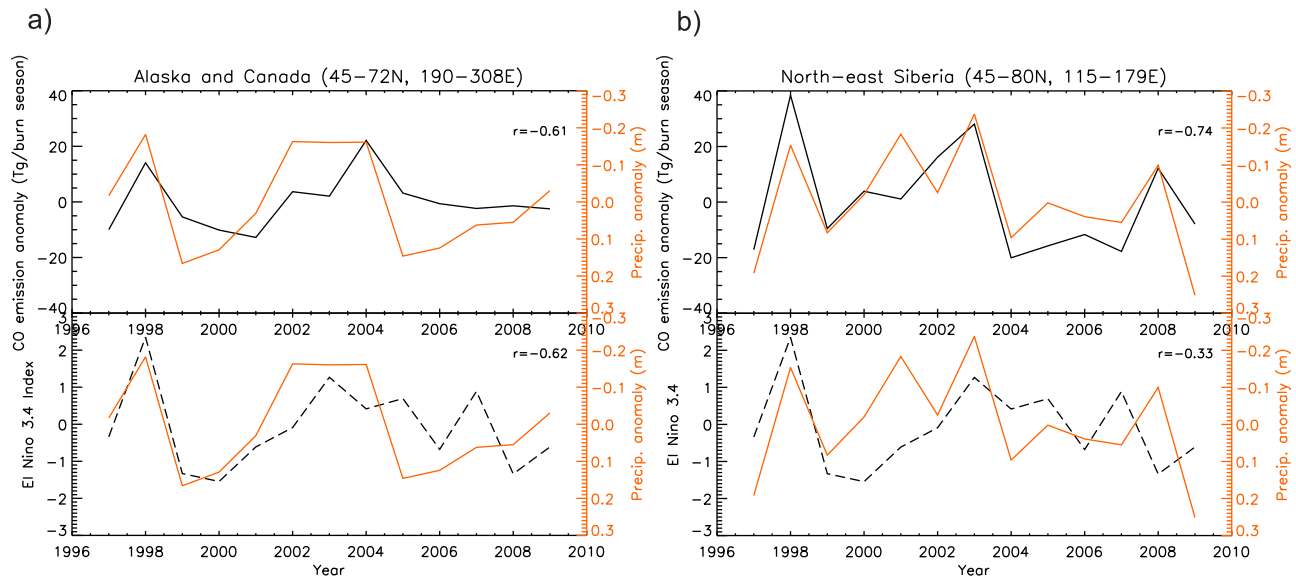 a)
Alaska and Canada (45−72N, 190−308E)
CO emission anomaly (Tg/burn season)
40
20
0
−20
−40
r=−0.61
−0.3
−0.2
−0.1
0.0
0.1
0.2
0.3
Precip. anomaly (m)
1996 1998 2000 2002 2004 2006 2008 2010
El Nino 3.4 Index
3
2
1
0
−1
−2
−3
r=−0.62
−0.3
−0.2
−0.1
0.0
0.1
0.2
0.3
Precip. anomaly (m)
1996 1998 2000 2002 2004 2006 2008 2010
Year
b)
North−east Siberia (45−80N, 115−179E)
CO emission anomaly (Tg/burn season)
40
20
0
−20
−40
r=−0.74
−0.3
−0.2
−0.1
0.0
0.1
0.2
0.3
Precip. anomaly (m)
1996 1998 2000 2002 2004 2006 2008 2010
El Nino 3.4
3
2
1
0
−1
−2
−3
r=−0.33
−0.3
−0.2
−0.1
0.0
0.1
0.2
0.3
Precip. anomaly (m)
1996 1998 2000 2002 2004 2006 2008 2010
Year